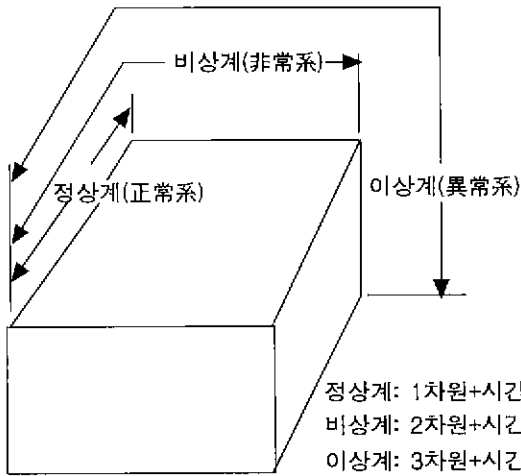 비상계(非常系)
정상계(正常系)
이상계(異常系)
정상계: 1차원+시간
비상계: 2차원+시간
이상계: 3차원+시간